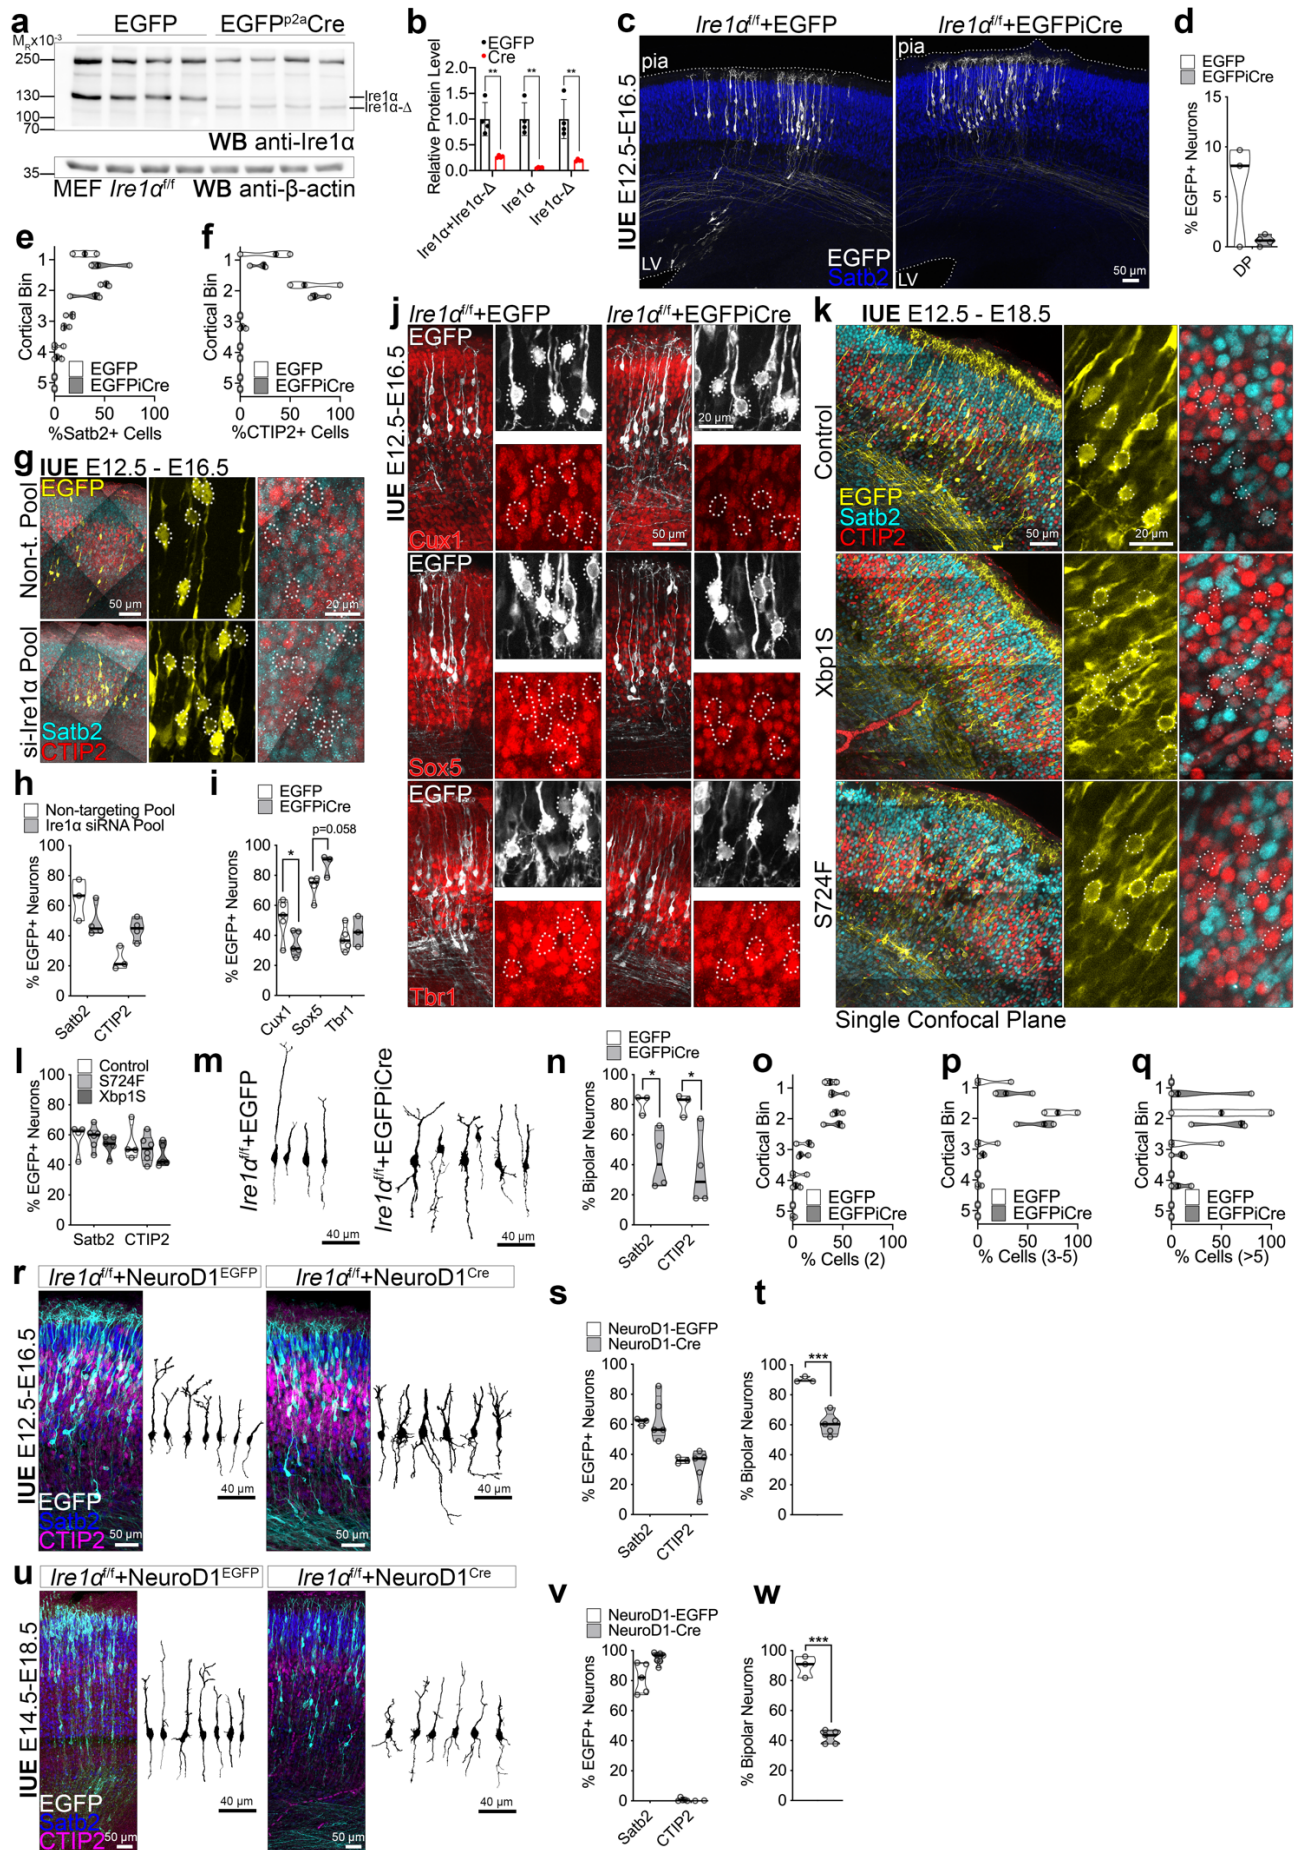 a
EGFP
EGFPp2aCre
MRx10-3
250
130
100
70
Ire1α
Ire1α-Δ
WB anti-Ire1α
35
MEF Ire1αf/f WB anti-β-actin
b
EGFP
Cre
Relative Protein Level
2.0
1.5
1.0
0.5
0.0
** ** **
Ire1α+Ire1α-Δ
Ire1α
Ire1α-Δ
c
Ire1αf/f+EGFP
Ire1αf/f+EGFPiCre
IUE E12.5-E16.5
pia
pia
LV
EGFP
Satb2
LV
50 µm
d
EGFP
EGFPiCre
% EGFP+ Neurons
15
10
5
0
DP
e
Cortical Bin
1
2
3
4
5
EGFP
EGFPiCre
0 50 100
%Satb2+ Cells
f
Cortical Bin
1
2
3
4
5
EGFP
EGFPiCre
0 50 100
%CTIP2+ Cells
g
IUE E12.5 - E16.5
Non-t. Pool
EGFP
50 µm
20 µm
si-Ire1α Pool
Satb2
CTIP2
h
Non-targeting Pool
Ire1α siRNA Pool
% EGFP+ Neurons
100
80
60
40
20
0
Satb2
CTIP2
i
EGFP
EGFPiCre
p=0.058
*
% EGFP+ Neurons
100
80
60
40
20
0
Cux1
Sox5
Tbr1
j
Ire1αf/f+EGFP
Ire1αf/f+EGFPiCre
IUE E12.5-E16.5
EGFP
20 µm
Cux1
50 µm
EGFP
Sox5
EGFP
Tbr1
k
IUE E12.5 - E18.5
Control
EGFP
Satb2
CTIP2
50 µm
20 µm
Xbp1S
S724F
Single Confocal Plane
l
Control
S724F
Xbp1S
% EGFP+ Neurons
100
80
60
40
20
0
Satb2 CTIP2
m
Ire1αf/f+EGFP
40 µm
Ire1αf/f+EGFPiCre
40 µm
n
EGFP
EGFPiCre
* *
% Bipolar Neurons
100
80
60
40
20
0
Satb2
CTIP2
o
Cortical Bin
1
2
3
4
5
EGFP
EGFPiCre
0 50 100
% Cells (2)
p
Cortical Bin
1
2
3
4
5
EGFP
EGFPiCre
0 50 100
% Cells (3-5)
q
Cortical Bin
1
2
3
4
5
EGFP
EGFPiCre
0 50 100
% Cells (>5)
r
Ire1αf/f+NeuroD1EGFP
Ire1αf/f+NeuroD1Cre
IUE E12.5-E16.5
EGFP
Satb2
CTIP2
50 µm
40 µm
50 µm
40 µm
s
NeuroD1-EGFP
NeuroD1-Cre
% EGFP+ Neurons
100
80
60
40
20
0
Satb2
CTIP2
t
***
% Bipolar Neurons
100
80
60
40
20
0
u
Ire1αf/f+NeuroD1EGFP
Ire1αf/f+NeuroD1Cre
IUE E14.5-E18.5
EGFP
Satb2
CTIP2
50 µm
40 µm
50 µm
40 µm
v
NeuroD1-EGFP
NeuroD1-Cre
% EGFP+ Neurons
100
80
60
40
20
0
Satb2
CTIP2
w
***
% Bipolar Neurons
100
80
60
40
20
0